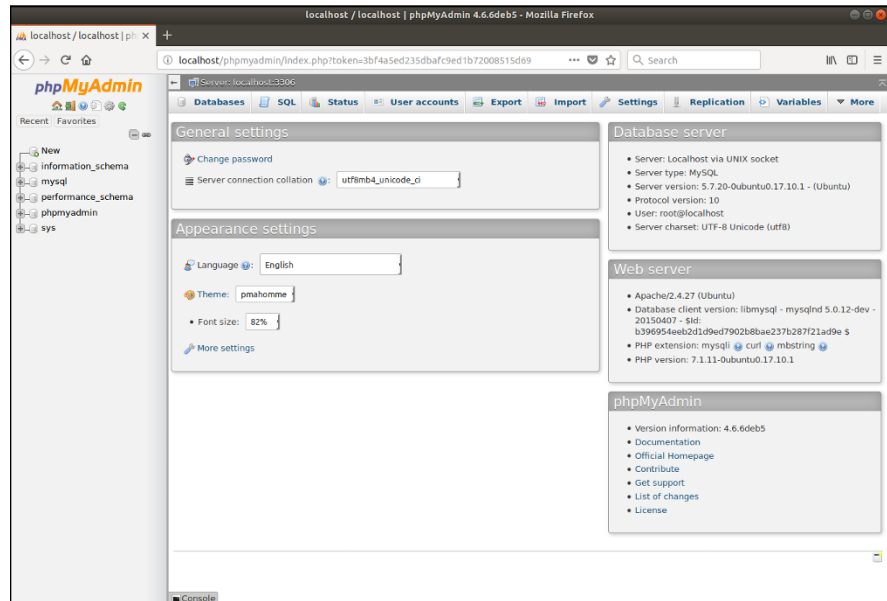 localhost / localhost | phpMyAdmin 4.6.6deb5 - Mozilla Firefox
localhost / localhost | ph
localhost/phpmyadmin/index.php?token=3bf4a5ed235dbafc9ed1b72008515d69
Search
phpMyAdmin
Recent Favorites
New
information_schema
mysql
performance_schema
phpmyadmin
sys
Server: localhost:3306
Databases SQL Status User accounts Export Import Settings Replication Variables More
General settings
Change password
Server connection collation : utf8mb4_unicode_ci
Appearance settings
Language : English
Theme: pmahomme
Font size: 82%
More settings
Database server
Server: Localhost via UNIX socket
Server type: MySQL
Server version: 5.7.20-0ubuntu0.17.10.1 - (Ubuntu)
Protocol version: 10
User: root@localhost
Server charset: UTF-8 Unicode (utf8)
Web server
Apache/2.4.27 (Ubuntu)
Database client version: libmysql - mysqlnd 5.0.12-dev -
20150407 - $Id:
b396954eeb2d1d9ed7902b8bae237b287f21ad9e $
PHP extension: mysqli curl mbstring
PHP version: 7.1.11-0ubuntu0.17.10.1
phpMyAdmin
Version information: 4.6.6deb5
Documentation
Official Homepage
Contribute
Get support
List of changes
License
Console